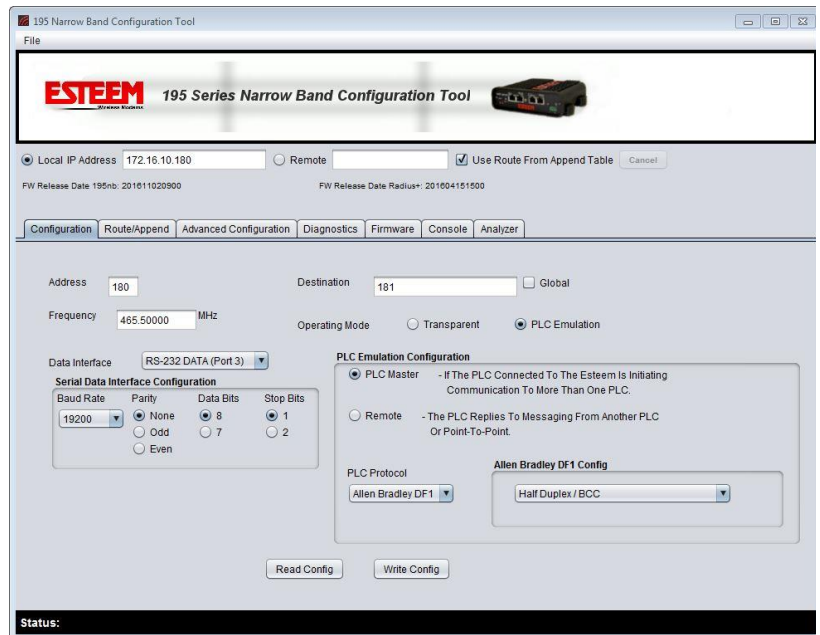 195 Narrow Band Configuration Tool
File
ESTEEM
Wireless Modems
195 Series Narrow Band Configuration Tool
Local IP Address 172.16.10.180 Remote Use Route From Append Table Cancel
FW Release Date 195nb: 201611020900 FW Release Date Radius+: 201604151500
Configuration Route/Append Advanced Configuration Diagnostics Firmware Console Analyzer
Address 180 Destination 181 Global
Frequency 465.50000 MHz Operating Mode Transparent PLC Emulation
Data Interface RS-232 DATA (Port 3)
Serial Data Interface Configuration
Baud Rate Parity Data Bits Stop Bits
19200 None 8 1
Odd 7 2
Even
PLC Emulation Configuration
PLC Master - If The PLC Connected To The Esteem Is Initiating
Communication To More Than One PLC.
Remote - The PLC Replies To Messaging From Another PLC
Or Point-To-Point.
PLC Protocol
Allen Bradley DF1
Allen Bradley DF1 Config
Half Duplex / BCC
Read Config Write Config
Status: